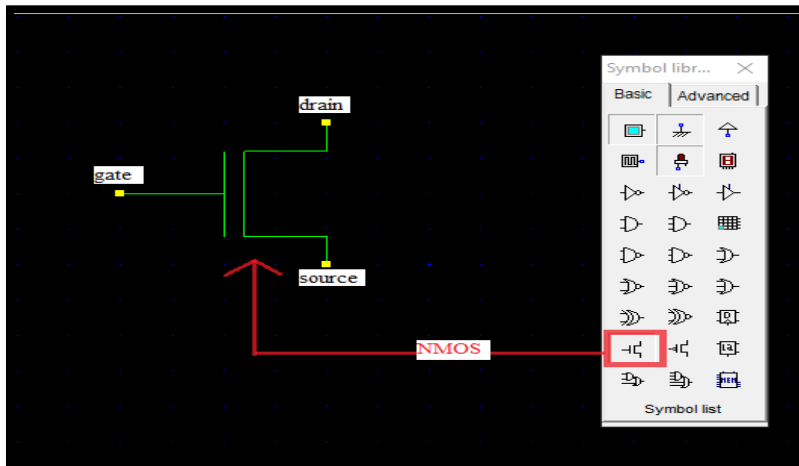 Symbol libr...
Basic Advanced
drain
gate
source
NMOS
Symbol list